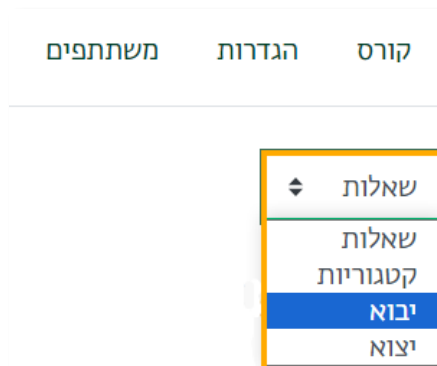 קורס הגדרות משתתפים
שאלות
שאלות
קטגוריות
יבוא
יצוא